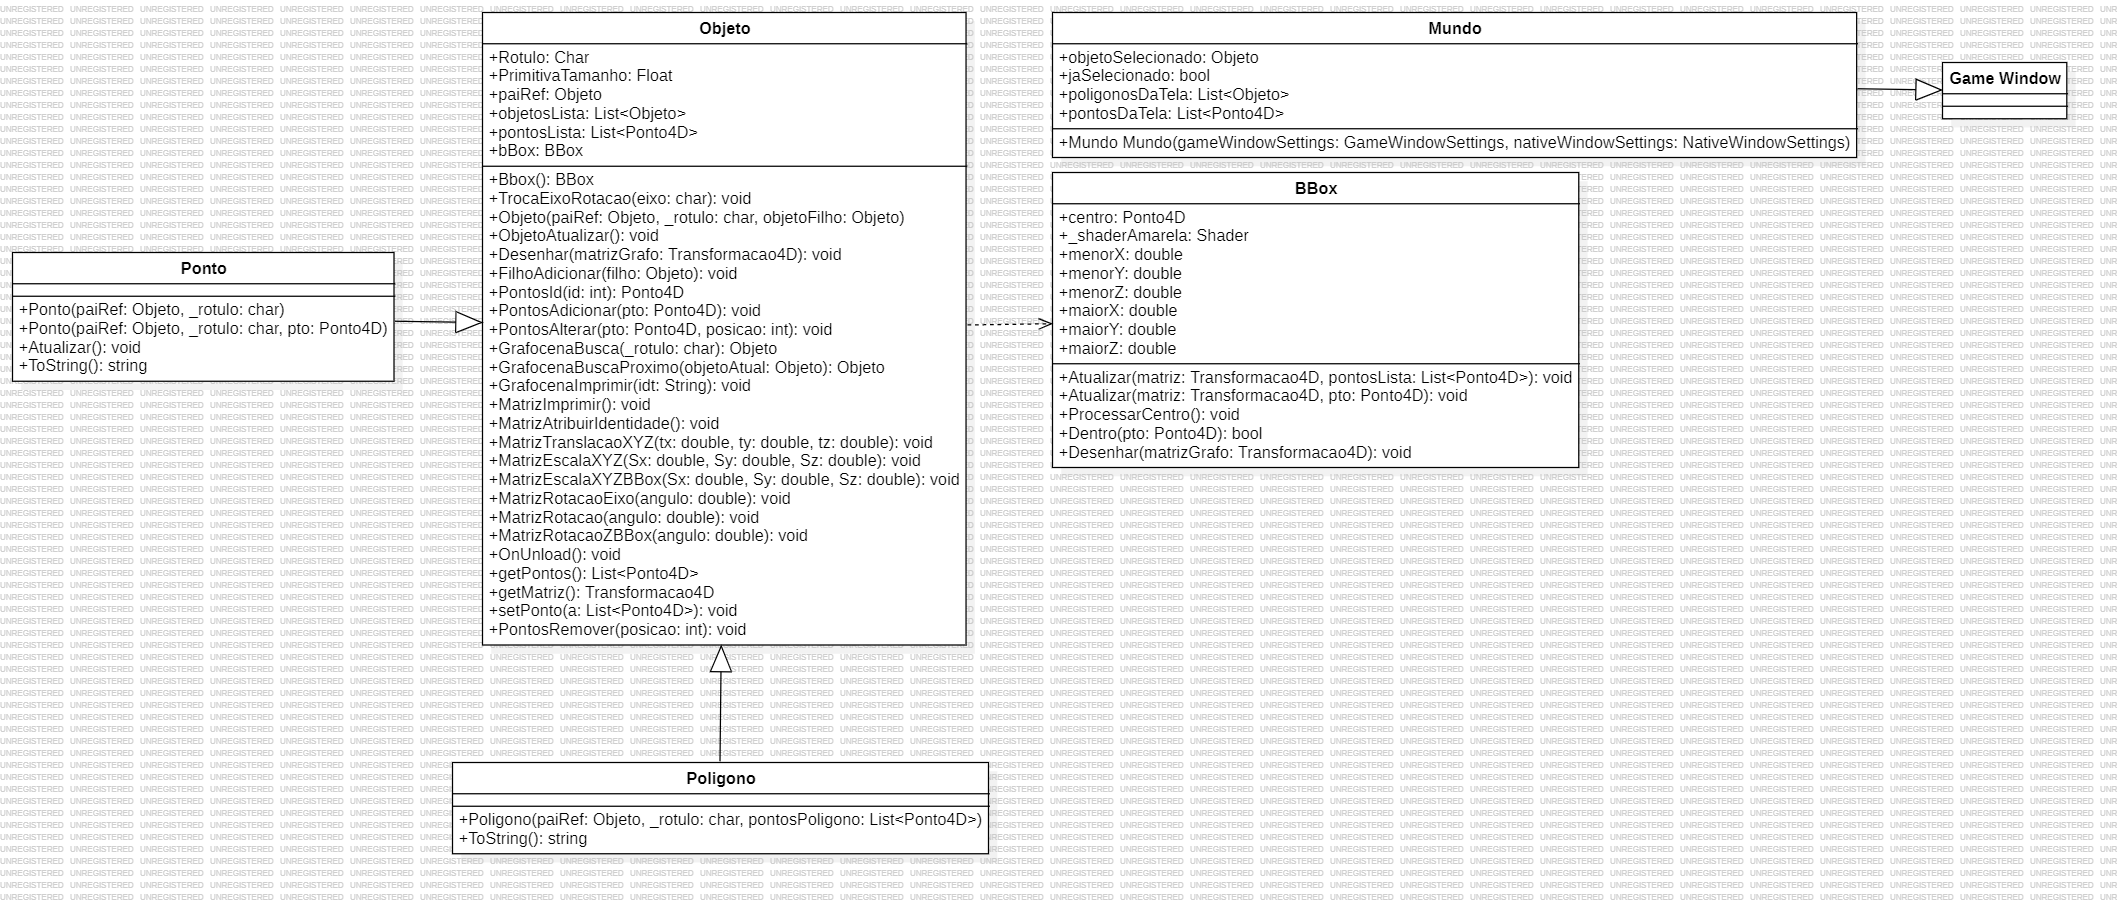 Objeto
+Rotulo: Char
+PrimitivaTamanho: Float
+paiRef: Objeto
+objetosLista: List<Objeto>
+pontosLista: List<Ponto4D>
+bBox: BBox
+Bbox(): BBox
+TrocaEixoRotacao(eixo: char): void
+Objeto(paiRef: Objeto, _rotulo: char, objetoFilho: Objeto)
+ObjetoAtualizar(): void
+Desenhar(matrizGrafo: Transformacao4D): void
+FilhoAdicionar(filho: Objeto): void
+PontosId(id: int): Ponto4D
+PontosAdicionar(pto: Ponto4D): void
+PontosAlterar(pto: Ponto4D, posicao: int): void
+GrafocenaBusca(_rotulo: char): Objeto
+GrafocenaBuscaProximo(objetoAtual: Objeto): Objeto
+GrafocenaImprimir(idt: String): void
+MatrizImprimir(): void
+MatrizAtribuirIdentidade(): void
+MatrizTranslacaoXYZ(tx: double, ty: double, tz: double): void
+MatrizEscalaXYZ(Sx: double, Sy: double, Sz: double): void
+MatrizEscalaXYZBBox(Sx: double, Sy: double, Sz: double): void
+MatrizRotacaoEixo(angulo: double): void
+MatrizRotacao(angulo: double): void
+MatrizRotacaoZBBox(angulo: double): void
+OnUnload(): void
+getPontos(): List<Ponto4D>
+getMatriz(): Transformacao4D
+setPonto(a: List<Ponto4D>): void
+PontosRemover(posicao: int): void
Mundo
+objetoSelecionado: Objeto
+jaSelecionado: bool
+poligonosDaTela: List<Objeto>
+pontosDaTela: List<Ponto4D>
+Mundo Mundo(gameWindowSettings: GameWindowSettings, nativeWindowSettings: NativeWindowSettings)
Game Window
BBox
+centro: Ponto4D
+_shaderAmarela: Shader
+menorX: double
+menorY: double
+menorZ: double
+maiorX: double
+maiorY: double
+maiorZ: double
+Atualizar(matriz: Transformacao4D, pontosLista: List<Ponto4D>): void
+Atualizar(matriz: Transformacao4D, pto: Ponto4D): void
+ProcessarCentro(): void
+Dentro(pto: Ponto4D): bool
+Desenhar(matrizGrafo: Transformacao4D): void
Ponto
+Ponto(paiRef: Objeto, _rotulo: char)
+Ponto(paiRef: Objeto, _rotulo: char, pto: Ponto4D)
+Atualizar(): void
+ToString(): string
Poligono
+Poligono(paiRef: Objeto, _rotulo: char, pontosPoligono: List<Ponto4D>)
+ToString(): string
UNREGISTERED